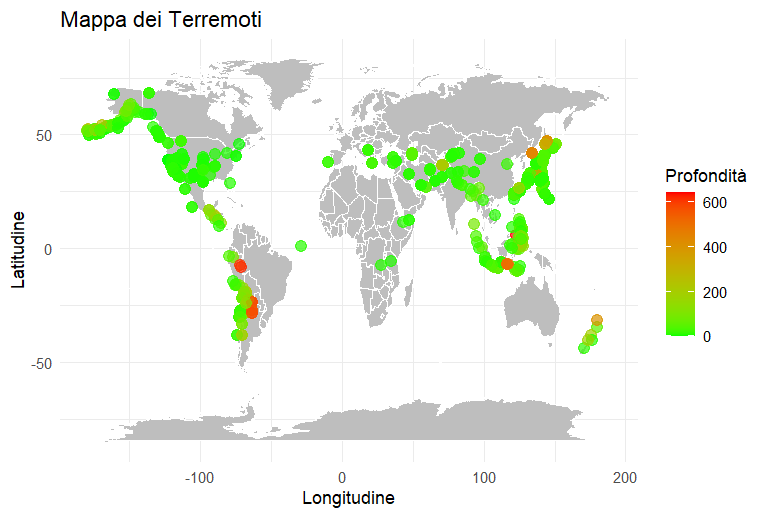 Mappa dei Terremoti
Latitudine
50
0
-50
-100
0
100
200
Longitudine
Profondità
600
400
200
0